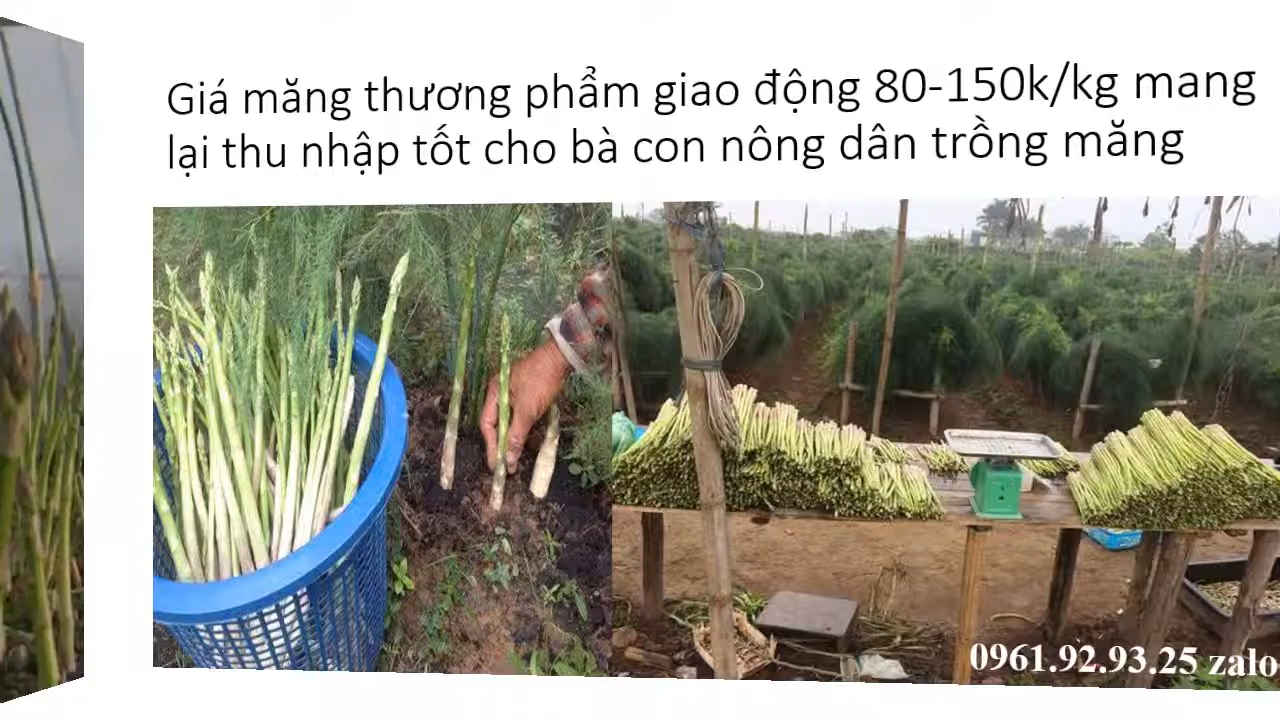 Giá măng thương phẩm giao động 80-150k/kg mang
lại thu nhập tốt cho bà con nông dân trồng măng
0961.92.93.25 zalo